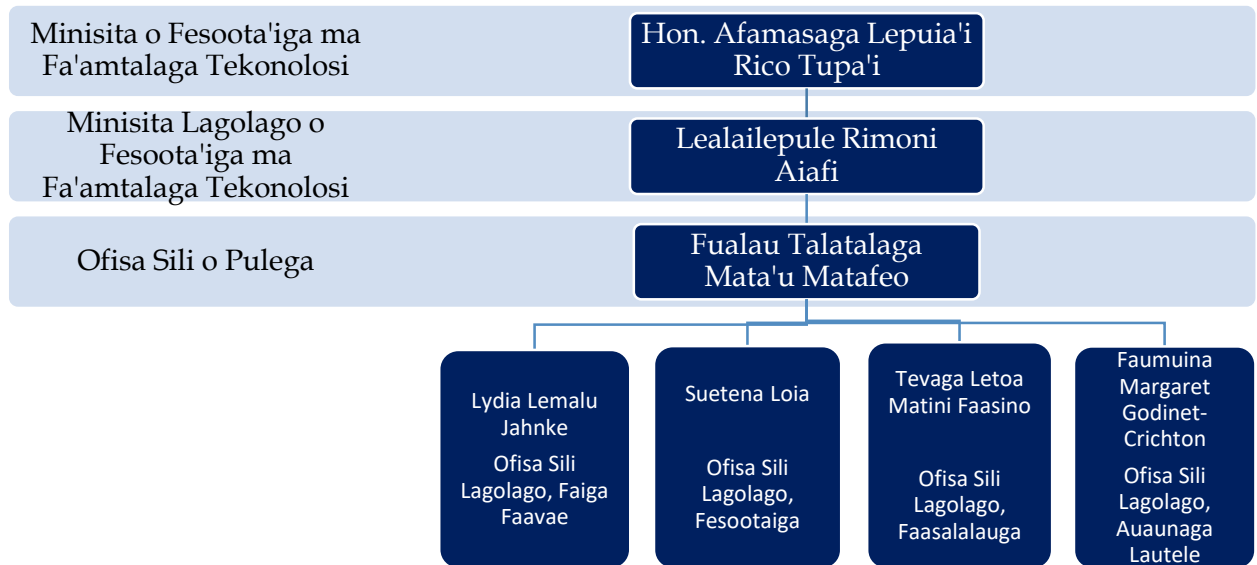 Minisita o Fesoota'iga ma
Fa'amtalaga Tekonolosi
Hon. Afamasaga Lepuia'i
Rico Tupa'i
Minisita Lagolago o
Fesoota'iga ma
Fa'amtalaga Tekonolosi
Lealailepule Rimoni
Aiafi
Ofisa Sili o Pulega
Fualau Talatalaga
Mata'u Matafeo
Lydia Lemalu
Jahnke
Ofisa Sili
Lagolago, Faiga
Faavae
Suetena Loia
Ofisa Sili
Lagolago,
Fesootaiga
Tevaga Letoa
Matini Faasino
Ofisa Sili
Lagolago,
Faasalalauga
Faumuina
Margaret
Godinet-
Crichton
Ofisa Sili
Lagolago,
Auaunaga
Lautele